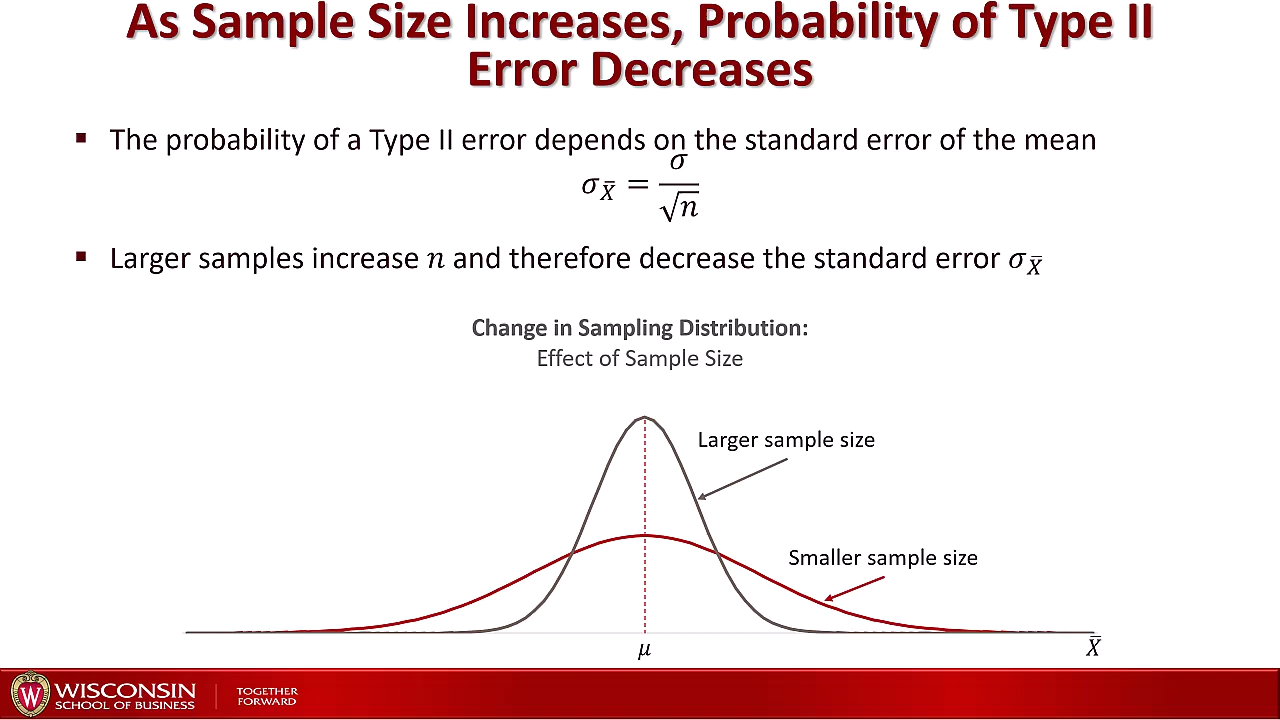 As Sample Size Increases, Probability of Type II
Error Decreases
▪ The probability of a Type II error depends on the standard error of the mean
σ_X̄ = σ/√n
▪ Larger samples increase n and therefore decrease the standard error σ_X̄
Change in Sampling Distribution:
Effect of Sample Size
Larger sample size
Smaller sample size
μ
X̄
W
WISCONSIN
SCHOOL OF BUSINESS
TOGETHER
FORWARD